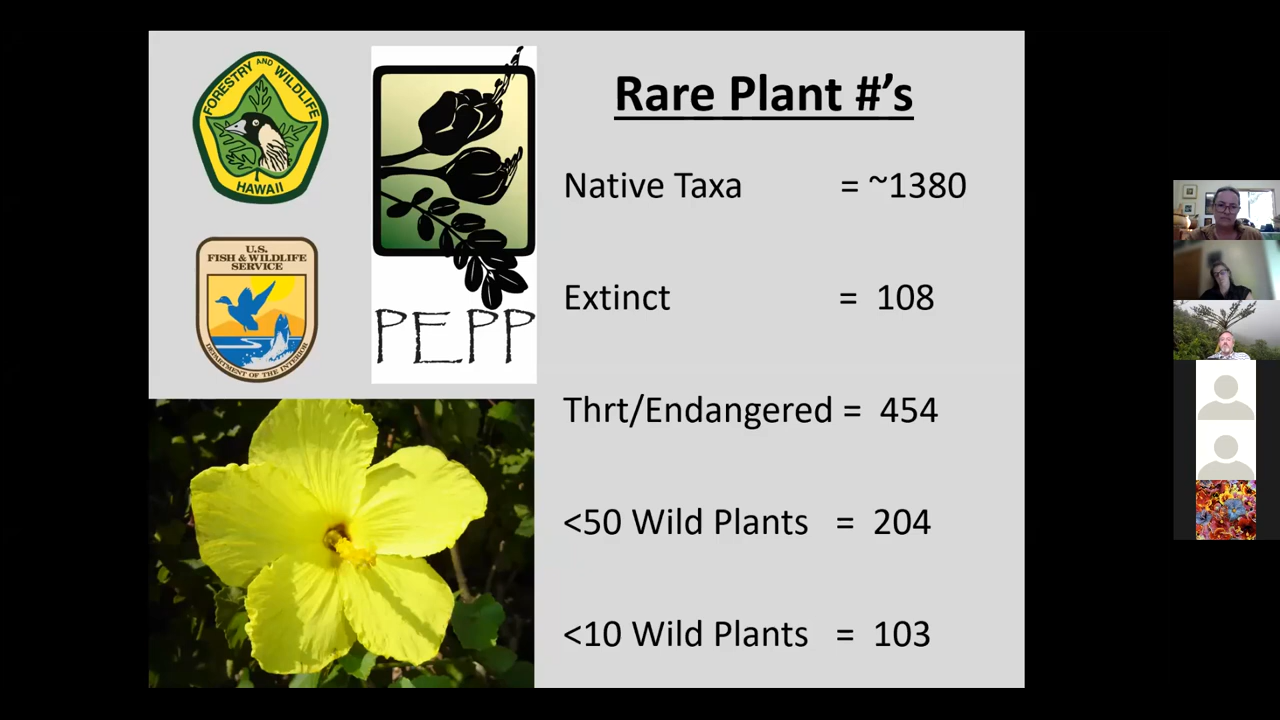 FORESTRY AND WILDLIFE
HAWAII
U.S.
FISH & WILDLIFE
SERVICE
DEPARTMENT OF THE INTERIOR
PEPP
Rare Plant #'s
Native Taxa = ~1380
Extinct = 108
Thrt/Endangered = 454
<50 Wild Plants = 204
<10 Wild Plants = 103